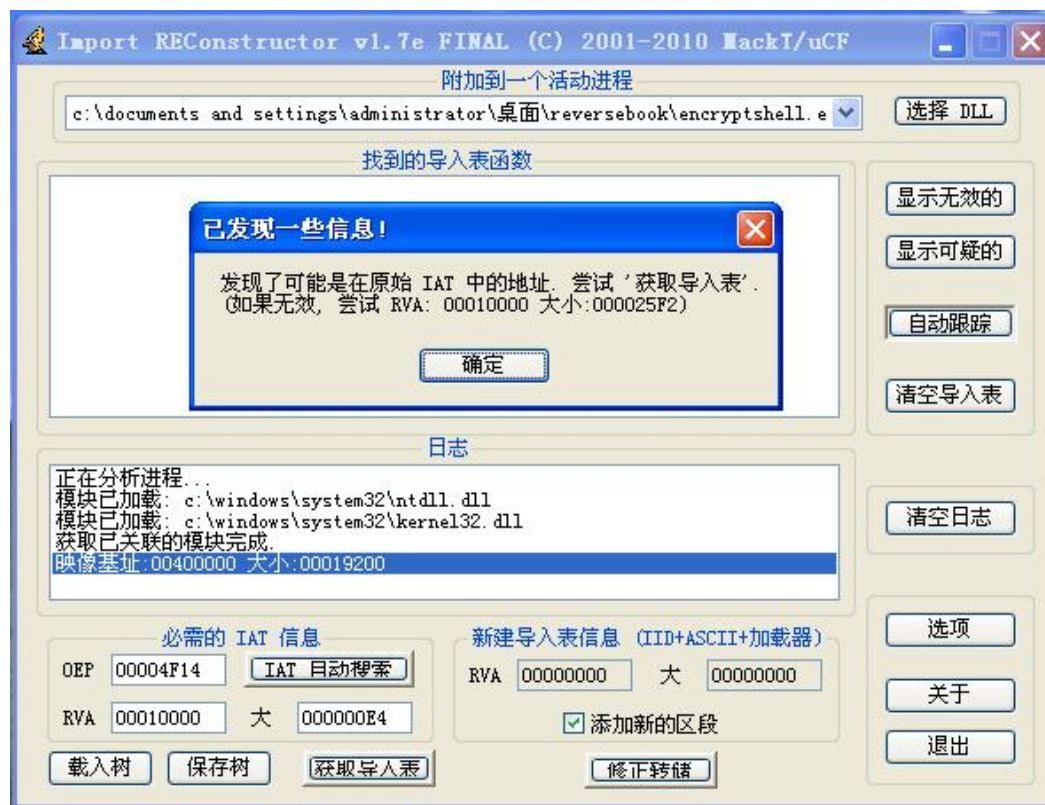 Import REConstructor v1.7e FINAL (C) 2001-2010 MackT/uCF
附加到一个活动进程
c:\documents and settings\administrator\桌面\reversebook\encryptshell.e
选择 DLL
找到的导入表函数
显示无效的
显示可疑的
自动跟踪
清空导入表
已发现一些信息!
发现了可能是在原始 IAT 中的地址. 尝试 '获取导入表'.
(如果无效, 尝试 RVA: 00010000 大小:000025F2)
确定
日志
正在分析进程...
模块已加载: c:\windows\system32\ntdll.dll
模块已加载: c:\windows\system32\kernel32.dll
获取已关联的模块完成.
映像基址:00400000 大小:00019200
清空日志
必需的 IAT 信息
OEP 00004F14 IAT 自动搜索
RVA 00010000 大 000000E4
新建导入表信息 (IID+ASCII+加载器)
RVA 00000000 大 00000000
添加新的区段
载入树 保存树 获取导入表 修正转储
选项
关于
退出